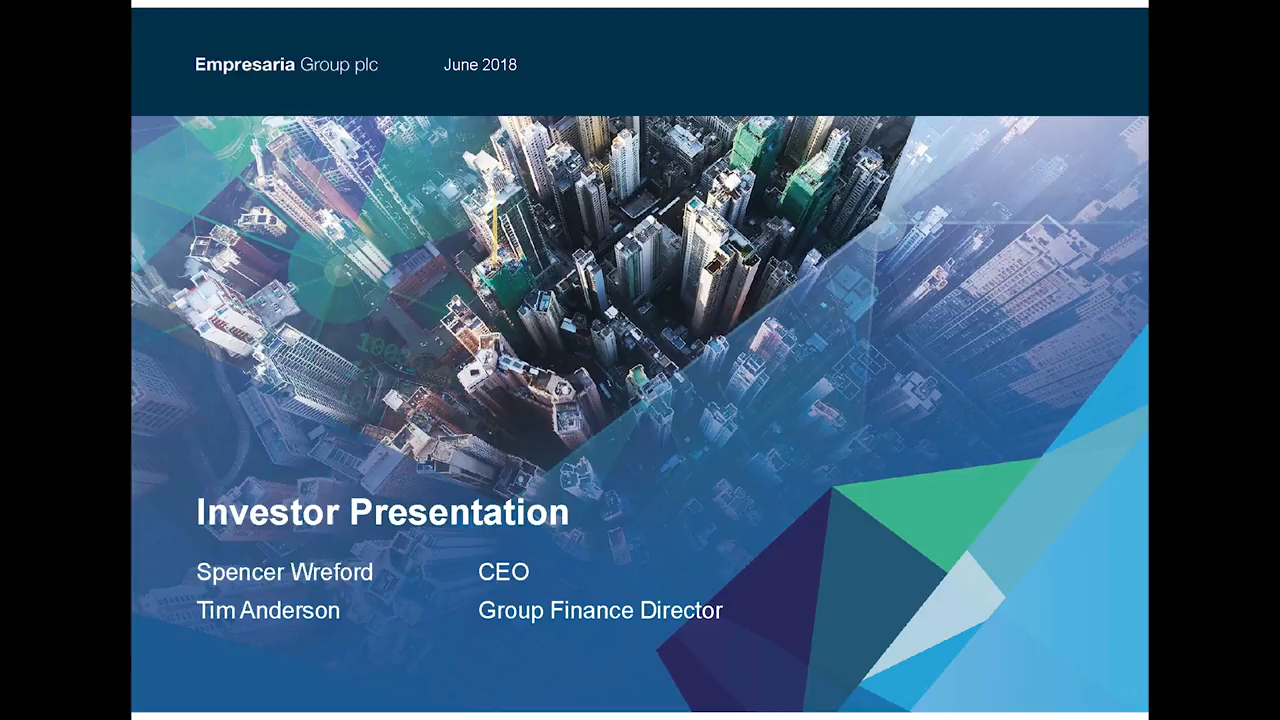 Empresaria Group plc June 2018
Investor Presentation
Spencer Wreford CEO
Tim Anderson Group Finance Director